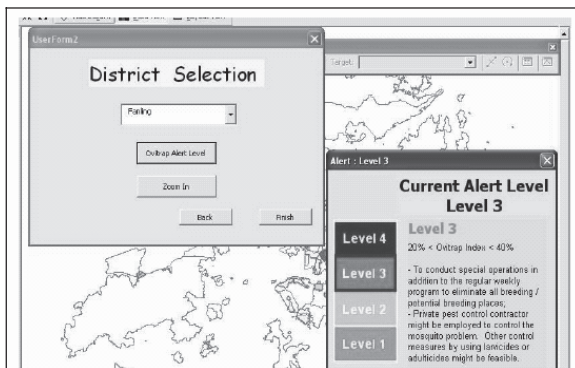 UserForm2
District Selection
Fanling
Ovitrap Alert Level
Zoom In
Back
Finish
Target:
Alert : Level 3
Current Alert Level
Level 3
Level 4
Level 3
Level 2
Level 1
Level 3
20% < Ovitrap Index < 40%
- To conduct special operations in
addition to the regular weekly
program to eliminate all breeding /
potential breeding places;
- Private pest control contractor
might be employed to control the
mosquito problem. Other control
measures by using larvicides or
adulticides might be feasible.